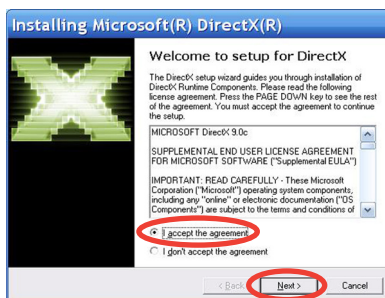 Installing Microsoft(R) DirectX(R)
Welcome to setup for DirectX
The DirectX setup wizard guides you through installation of
DirectX Runtime Components. Please read the following
license agreement. Press the PAGE DOWN key to see the rest
of the agreement. You must accept the agreement to continue
the setup.
MICROSOFT DirectX 9.0c
SUPPLEMENTAL END USER LICENSE AGREEMENT
FOR MICROSOFT SOFTWARE ("Supplemental EULA")
IMPORTANT: READ CAREFULLY - These Microsoft
Corporation ("Microsoft") operating system components,
including any "online" or electronic documentation ("OS
Components") are subject to the terms and conditions of
I accept the agreement
I don't accept the agreement
< Back
Next >
Cancel